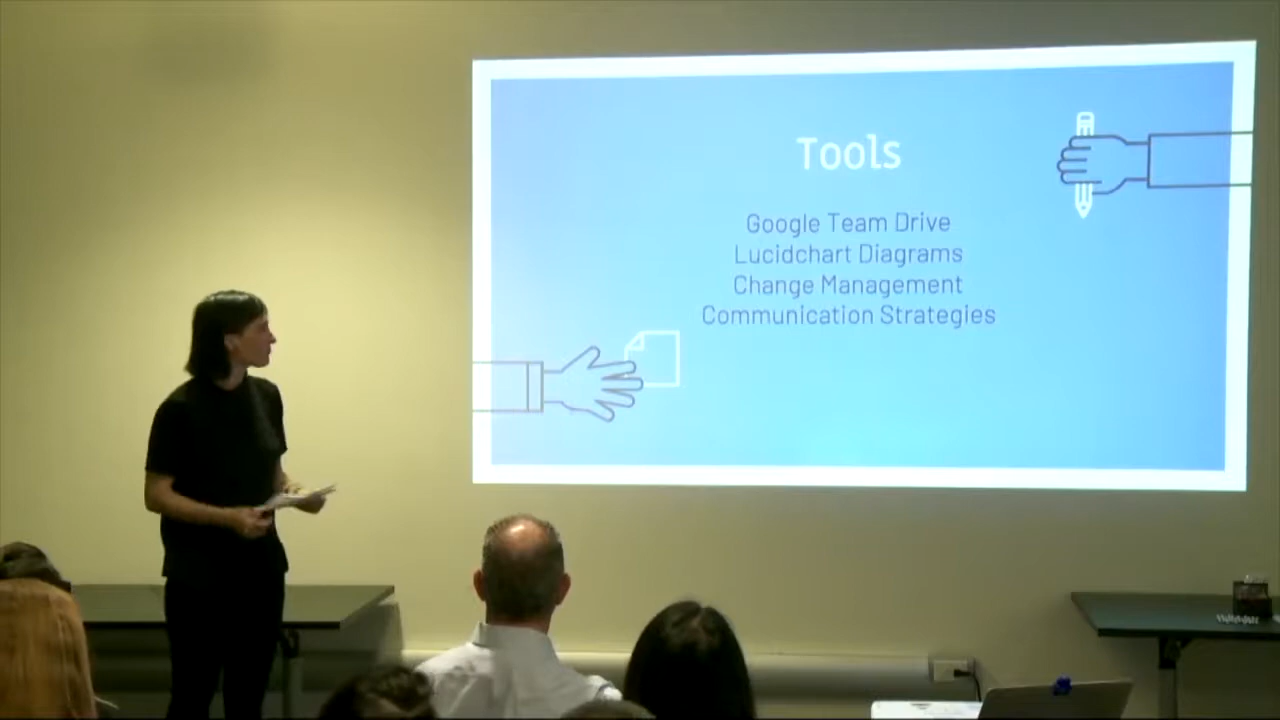 Tools
Google Team Drive
Lucidchart Diagrams
Change Management
Communication Strategies